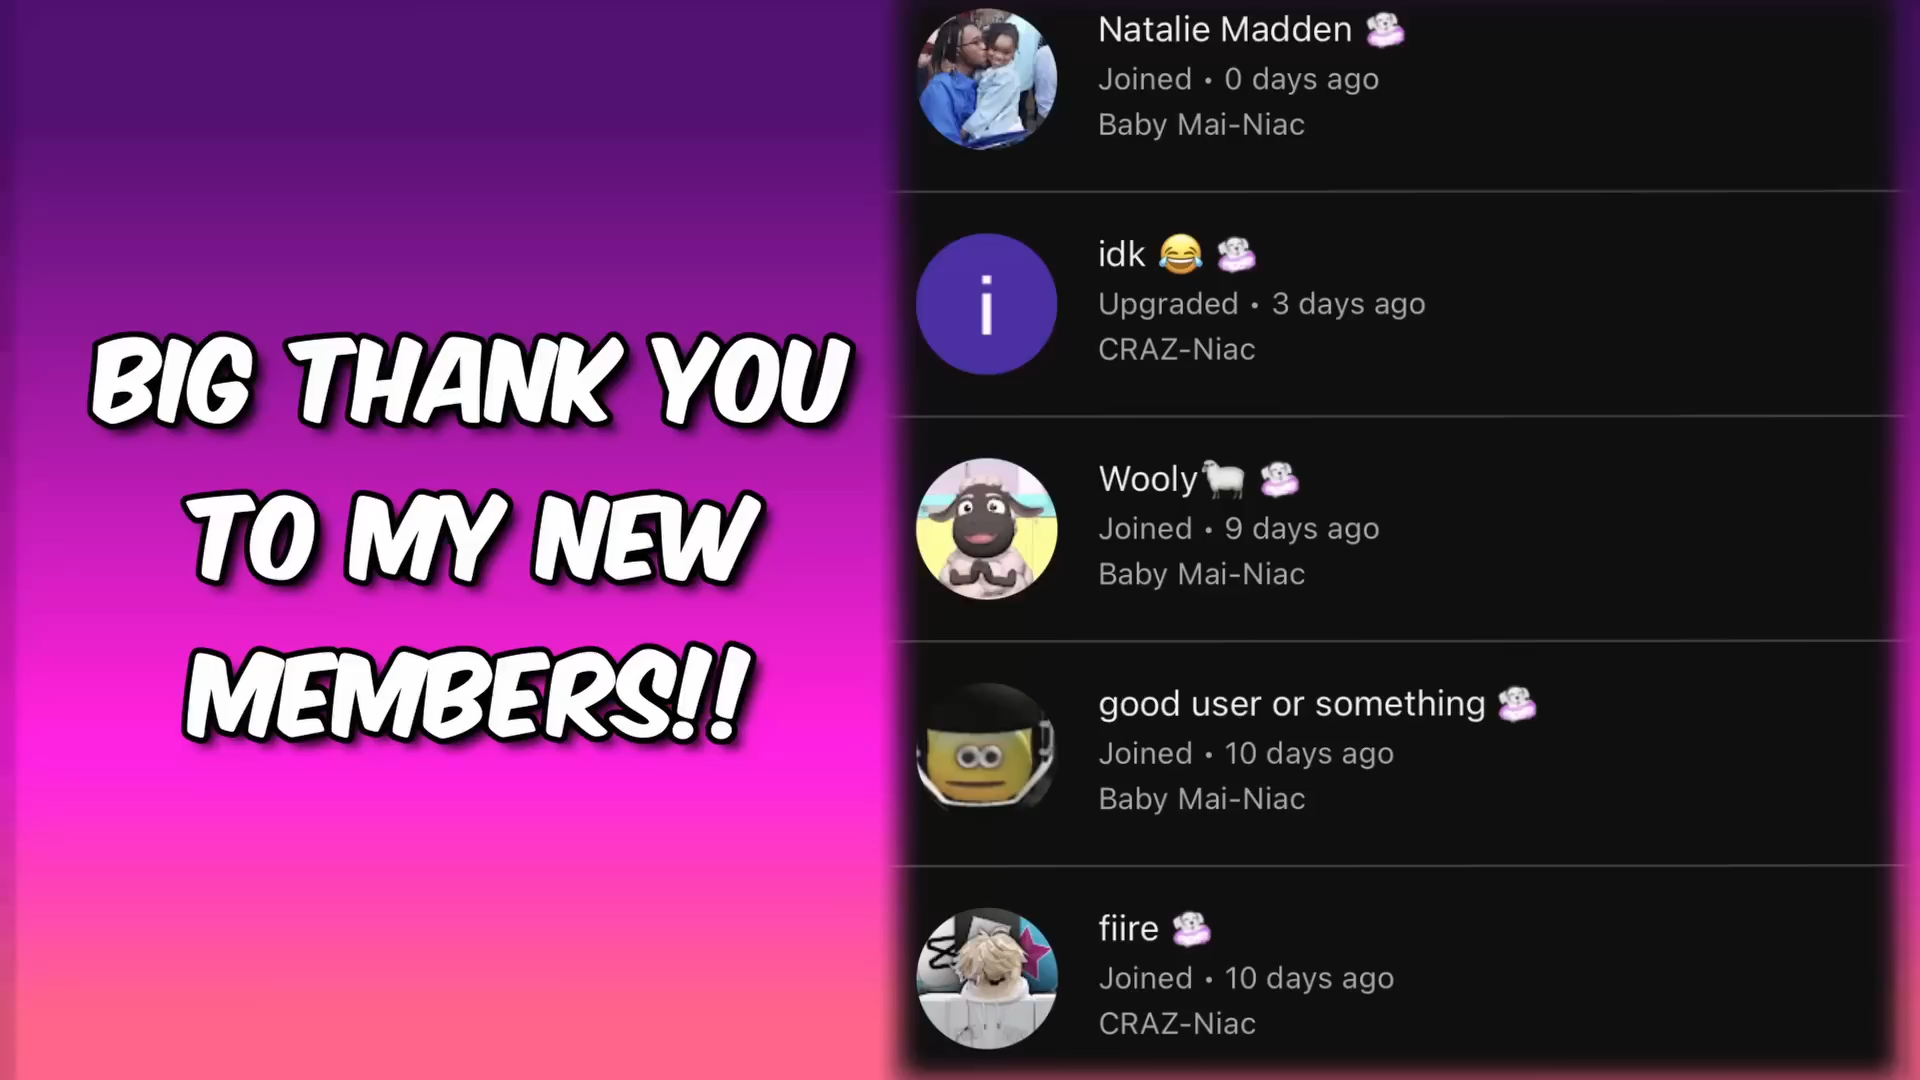 BIG THANK YOU
TO MY NEW
MEMBERS!!
Natalie Madden
Joined • 0 days ago
Baby Mai-Niac
i
idk 😂
Upgraded • 3 days ago
CRAZ-Niac
Wooly🐑
Joined • 9 days ago
Baby Mai-Niac
good user or something
Joined • 10 days ago
Baby Mai-Niac
fiire
Joined • 10 days ago
CRAZ-Niac